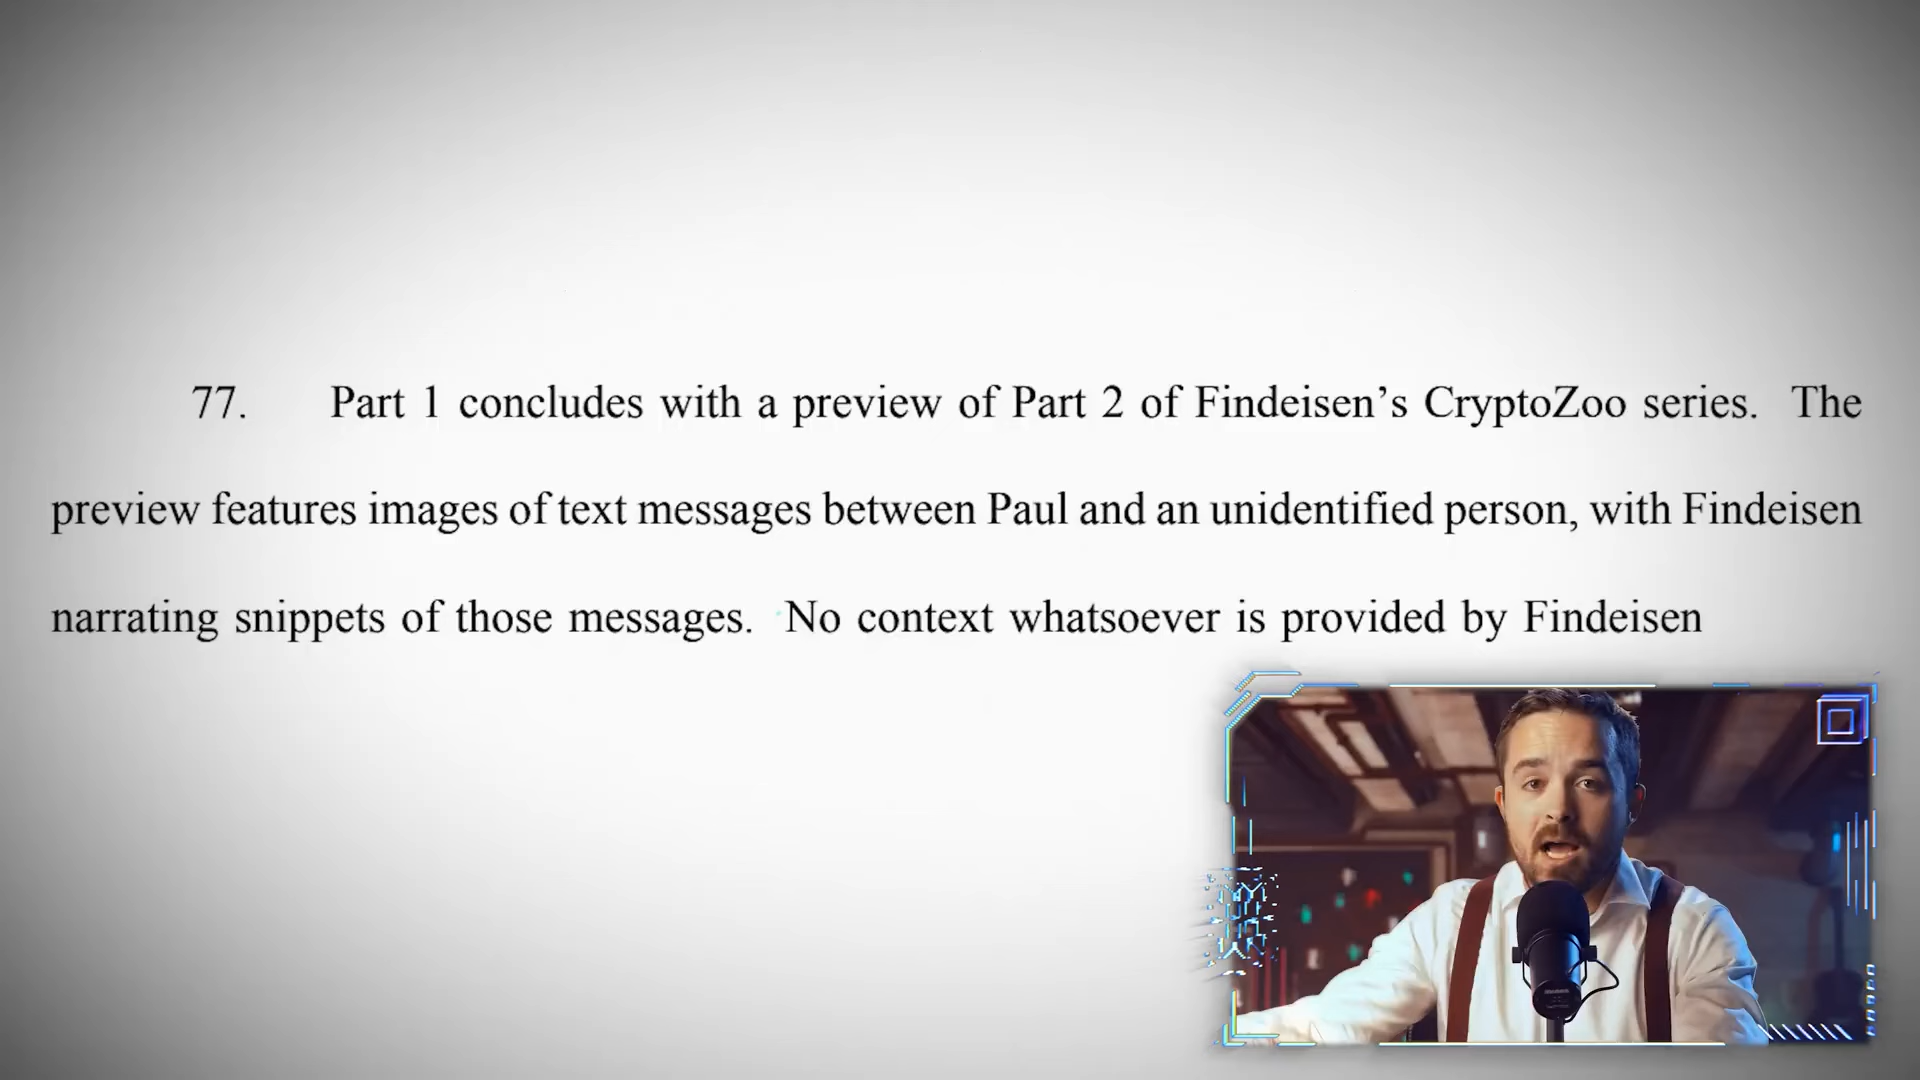 77. Part 1 concludes with a preview of Part 2 of Findeisen’s CryptoZoo series. The
preview features images of text messages between Paul and an unidentified person, with Findeisen
narrating snippets of those messages. No context whatsoever is provided by Findeisen